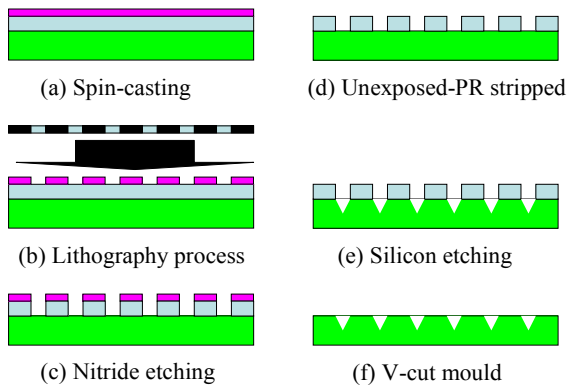 (a) Spin-casting
(b) Lithography process
(c) Nitride etching
(d) Unexposed-PR stripped
(e) Silicon etching
(f) V-cut mould